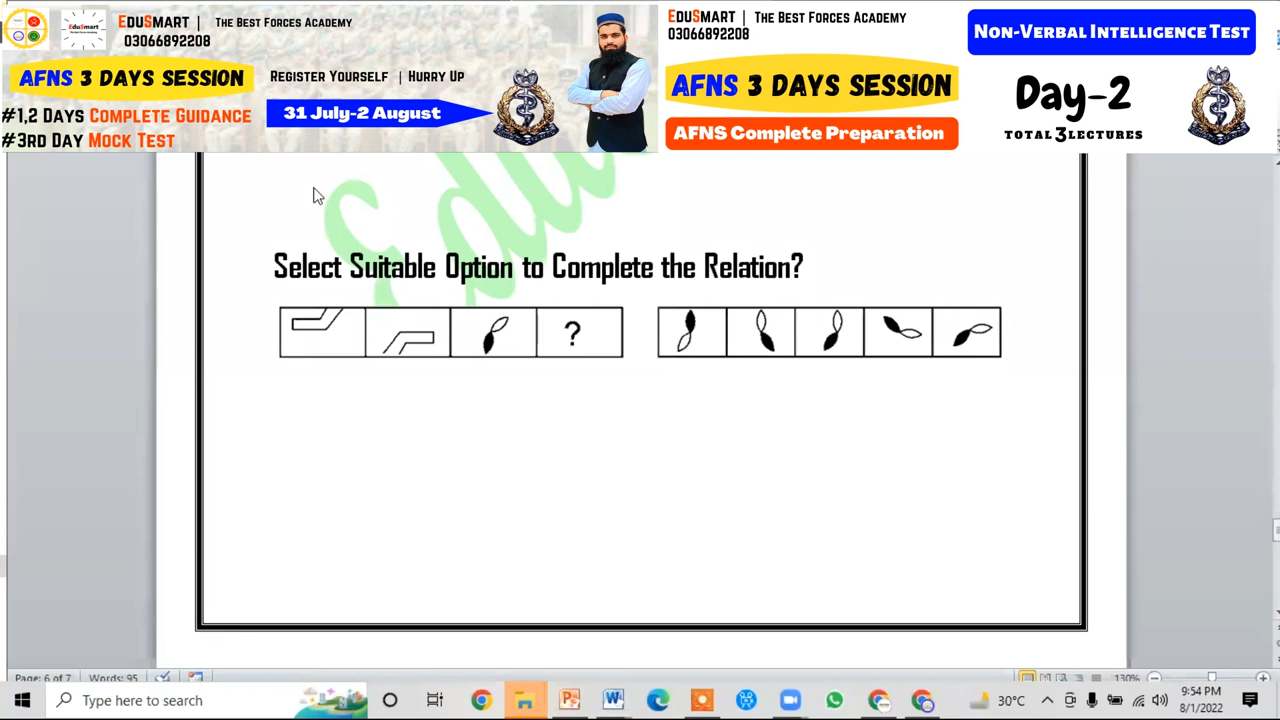 EduSmart | The Best Forces Academy
03066892208
AFNS 3 DAYS SESSION
Register Yourself | Hurry Up
31 July-2 August
#1,2 Days Complete Guidance
#3rd Day Mock Test
EduSmart | The Best Forces Academy
03066892208
AFNS 3 DAYS SESSION
AFNS Complete Preparation
Non-Verbal Intelligence Test
Day-2
Total 3 Lectures
EduSmart
Select Suitable Option to Complete the Relation?
?
Page: 6 of 7
Words: 95
130%
Type here to search
30°C
9:54 PM
8/1/2022